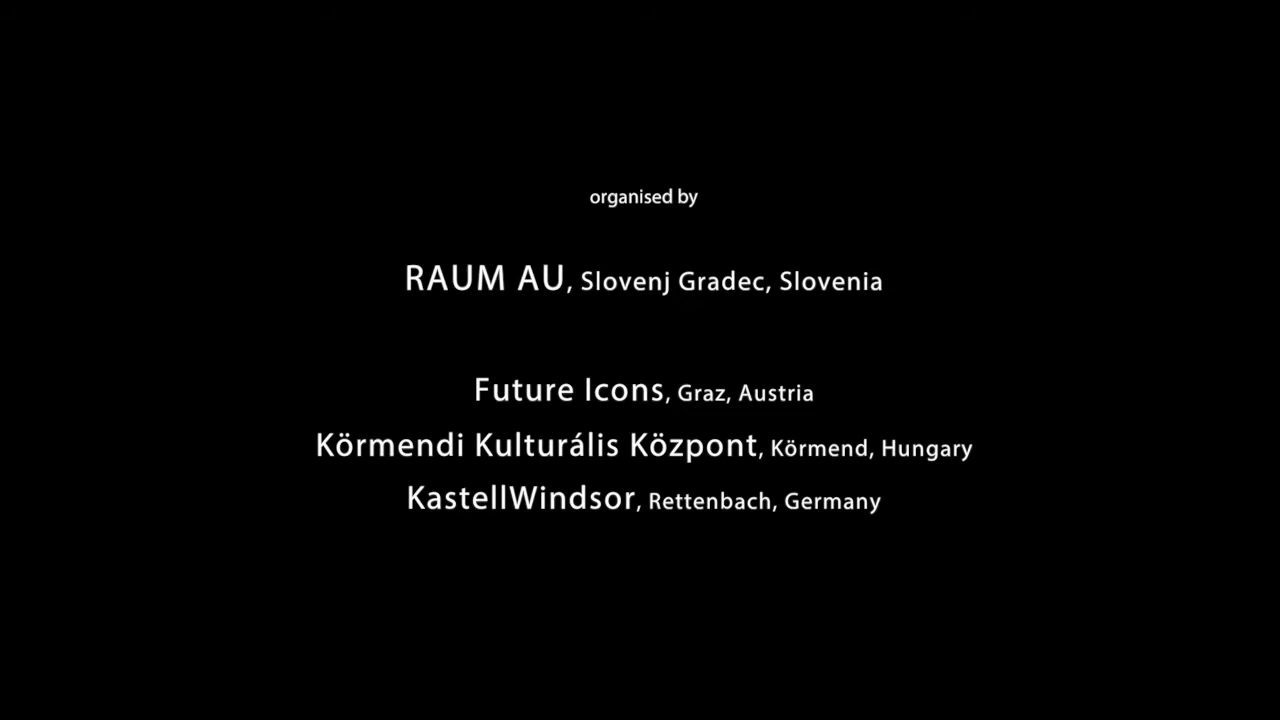 organised by
RAUM AU, Slovenj Gradec, Slovenia
Future Icons, Graz, Austria
Körmendi Kulturális Központ, Körmend, Hungary
KastellWindsor, Rettenbach, Germany